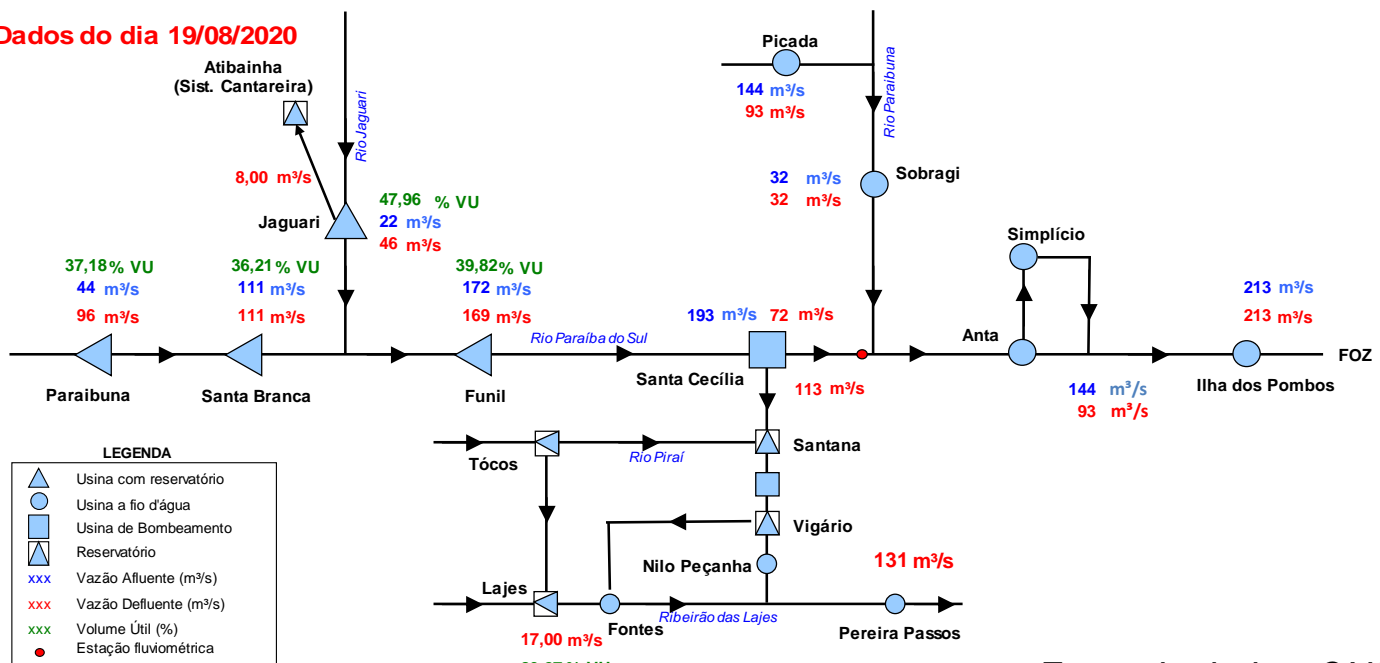 Dados do dia 19/08/2020
Picada
144 m³/s
93 m³/s
Rio Paraibuna
Atibainha
(Sist. Cantareira)
Rio Jaguari
8,00 m³/s
Jaguari
47,96 % VU
22 m³/s
46 m³/s
32 m³/s
32 m³/s
Sobragi
Simplício
37,18 % VU
44 m³/s
96 m³/s
36,21 % VU
111 m³/s
111 m³/s
39,82 % VU
172 m³/s
169 m³/s
193 m³/s 72 m³/s
213 m³/s
213 m³/s
Rio Paraíba do Sul
Anta
FOZ
Paraibuna
Santa Branca
Funil
Santa Cecília
113 m³/s
144 m³/s
93 m³/s
Ilha dos Pombos
Tócos
Rio Piraí
Santana
Vigário
Nilo Peçanha
131 m³/s
Lajes
Fontes
Ribeirão das Lajes
Pereira Passos
17,00 m³/s
LEGENDA
Usina com reservatório
Usina a fio d'água
Usina de Bombeamento
Reservatório
xxx Vazão Afluente (m³/s)
xxx Vazão Defluente (m³/s)
xxx Volume Útil (%)
Estação fluviométrica